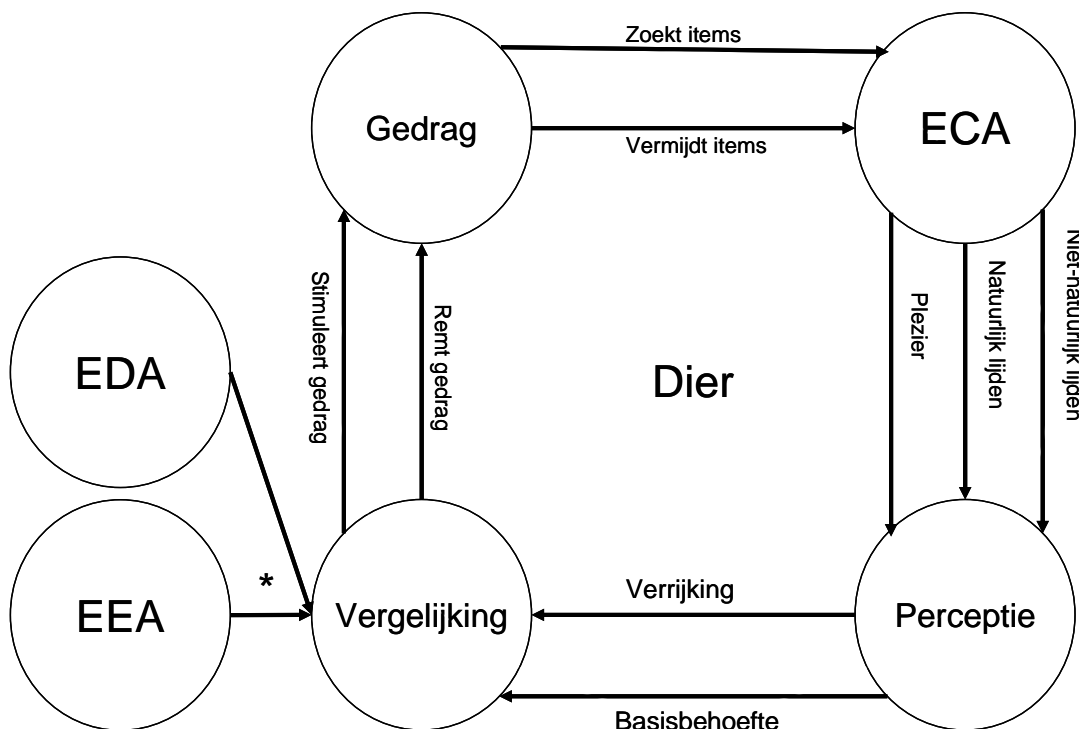 Zoekt items
Gedrag
ECA
Vermijdt items
Stimuleert gedrag
Remt gedrag
Plezier
Natuurlijk lijden
Niet-natuurlijk lijden
Dier
EDA
*
EEA
Vergelijking
Verrijking
Perceptie
Basisbehoefte